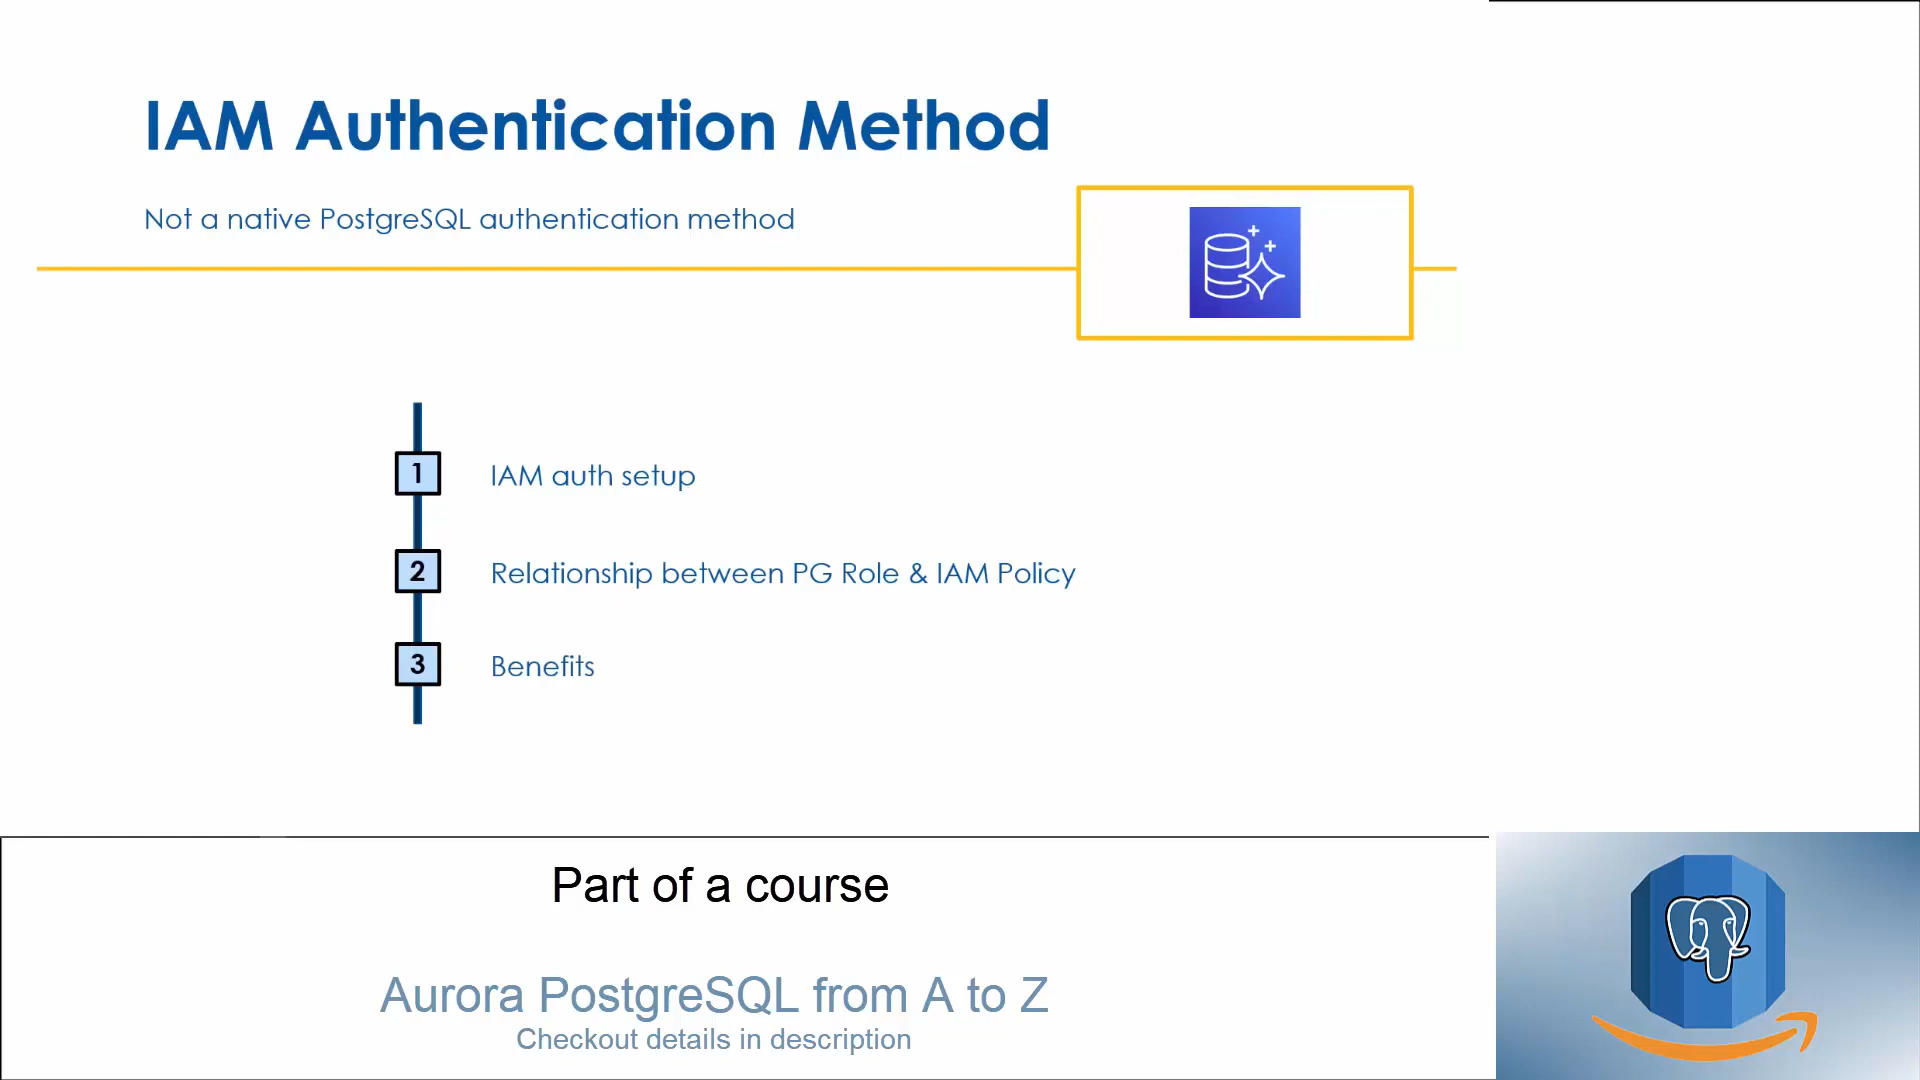 IAM Authentication Method
Not a native PostgreSQL authentication method
1 IAM auth setup
2 Relationship between PG Role & IAM Policy
3 Benefits
Part of a course
Aurora PostgreSQL from A to Z
Checkout details in description